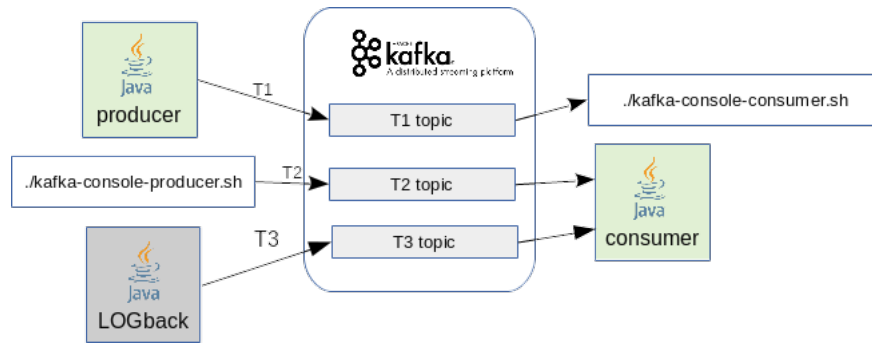 APACHE
kafka®
A distributed streaming platform
Java
producer
T1
T1 topic
./kafka-console-consumer.sh
./kafka-console-producer.sh
T2
T2 topic
Java
consumer
T3
T3 topic
Java
LOGback